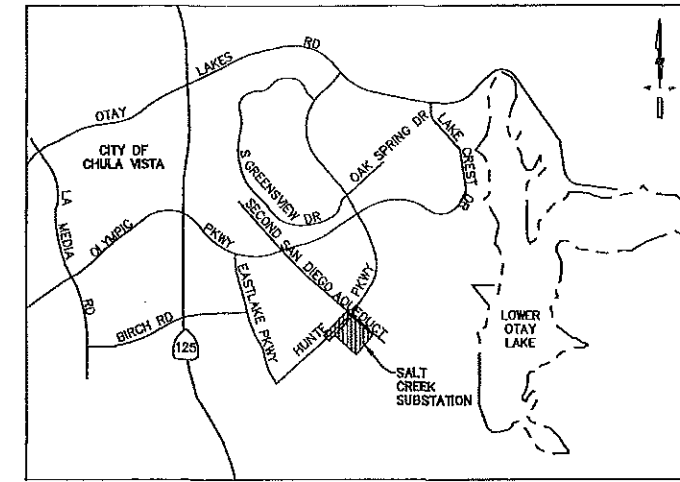 OTAY LAKES RD
CITY OF
CHULA VISTA
LA MEDIA RD
OLYMPIC PKWY
BIRCH RD
125
EASTLAKE PKWY
S GREENSVIEW DR
SECOND SAN DIEGO AQUEDUCT
OAK SPRING DR
LAKE CREST DR
HUNTE PKWY
SALT
CREEK
SUBSTATION
LOWER
OTAY
LAKE